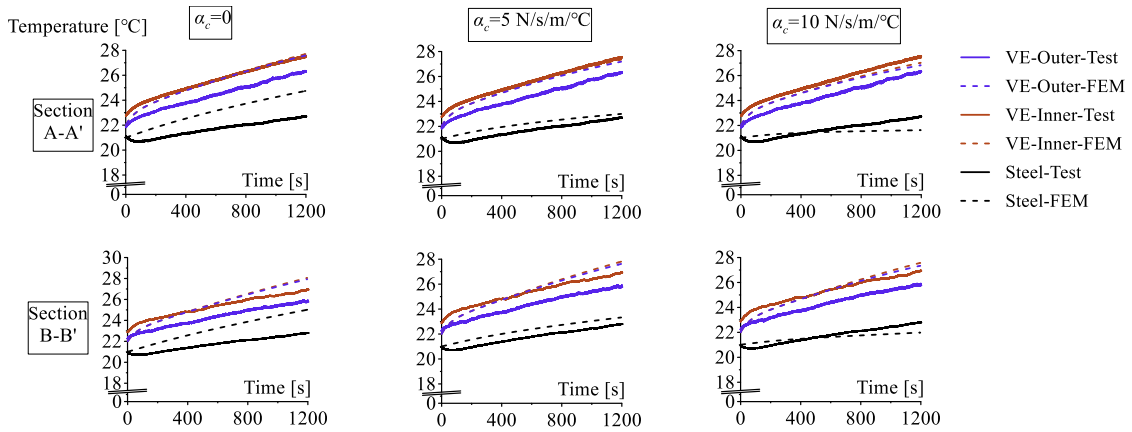 Temperature [℃]
α_c=0
α_c=5 N/s/m/℃
α_c=10 N/s/m/℃
Section
A-A'
28
26
24
22
20
18
0
Time [s]
0 400 800 1200
28
26
24
22
20
18
0
Time [s]
0 400 800 1200
28
26
24
22
20
18
0
Time [s]
0 400 800 1200
VE-Outer-Test
VE-Outer-FEM
VE-Inner-Test
VE-Inner-FEM
Steel-Test
Steel-FEM
Section
B-B'
30
28
26
24
22
20
18
0
Time [s]
0 400 800 1200
28
26
24
22
20
18
0
Time [s]
0 400 800 1200
28
26
24
22
20
18
0
Time [s]
0 400 800 1200